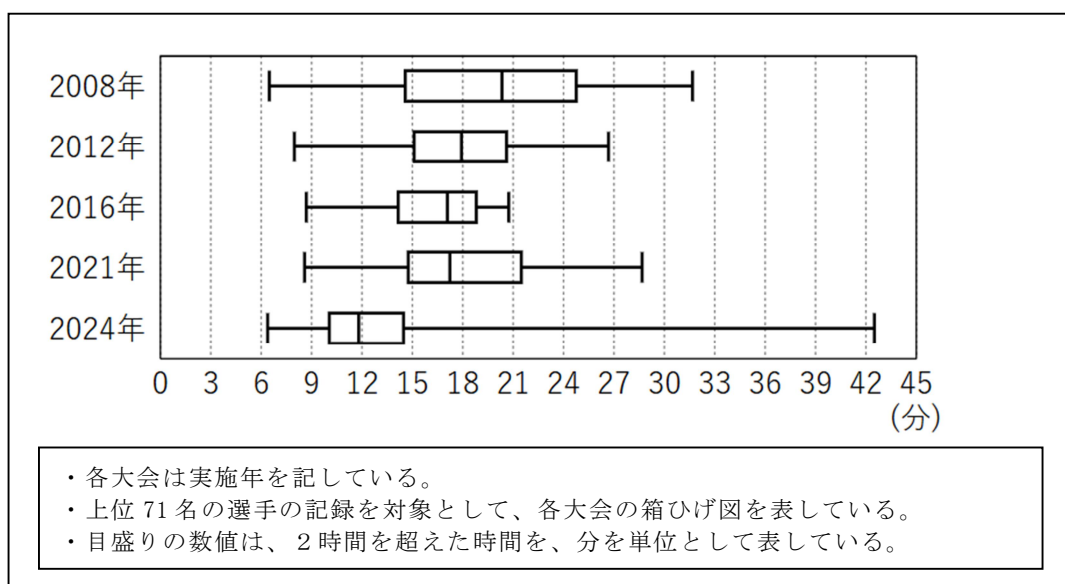 2008年
2012年
2016年
2021年
2024年
0 3 6 9 12 15 18 21 24 27 30 33 36 39 42 45
(分)
・各大会は実施年を記している。
・上位 71 名の選手の記録を対象として、各大会の箱ひげ図を表している。
・目盛りの数値は、２時間を超えた時間を、分を単位として表している。